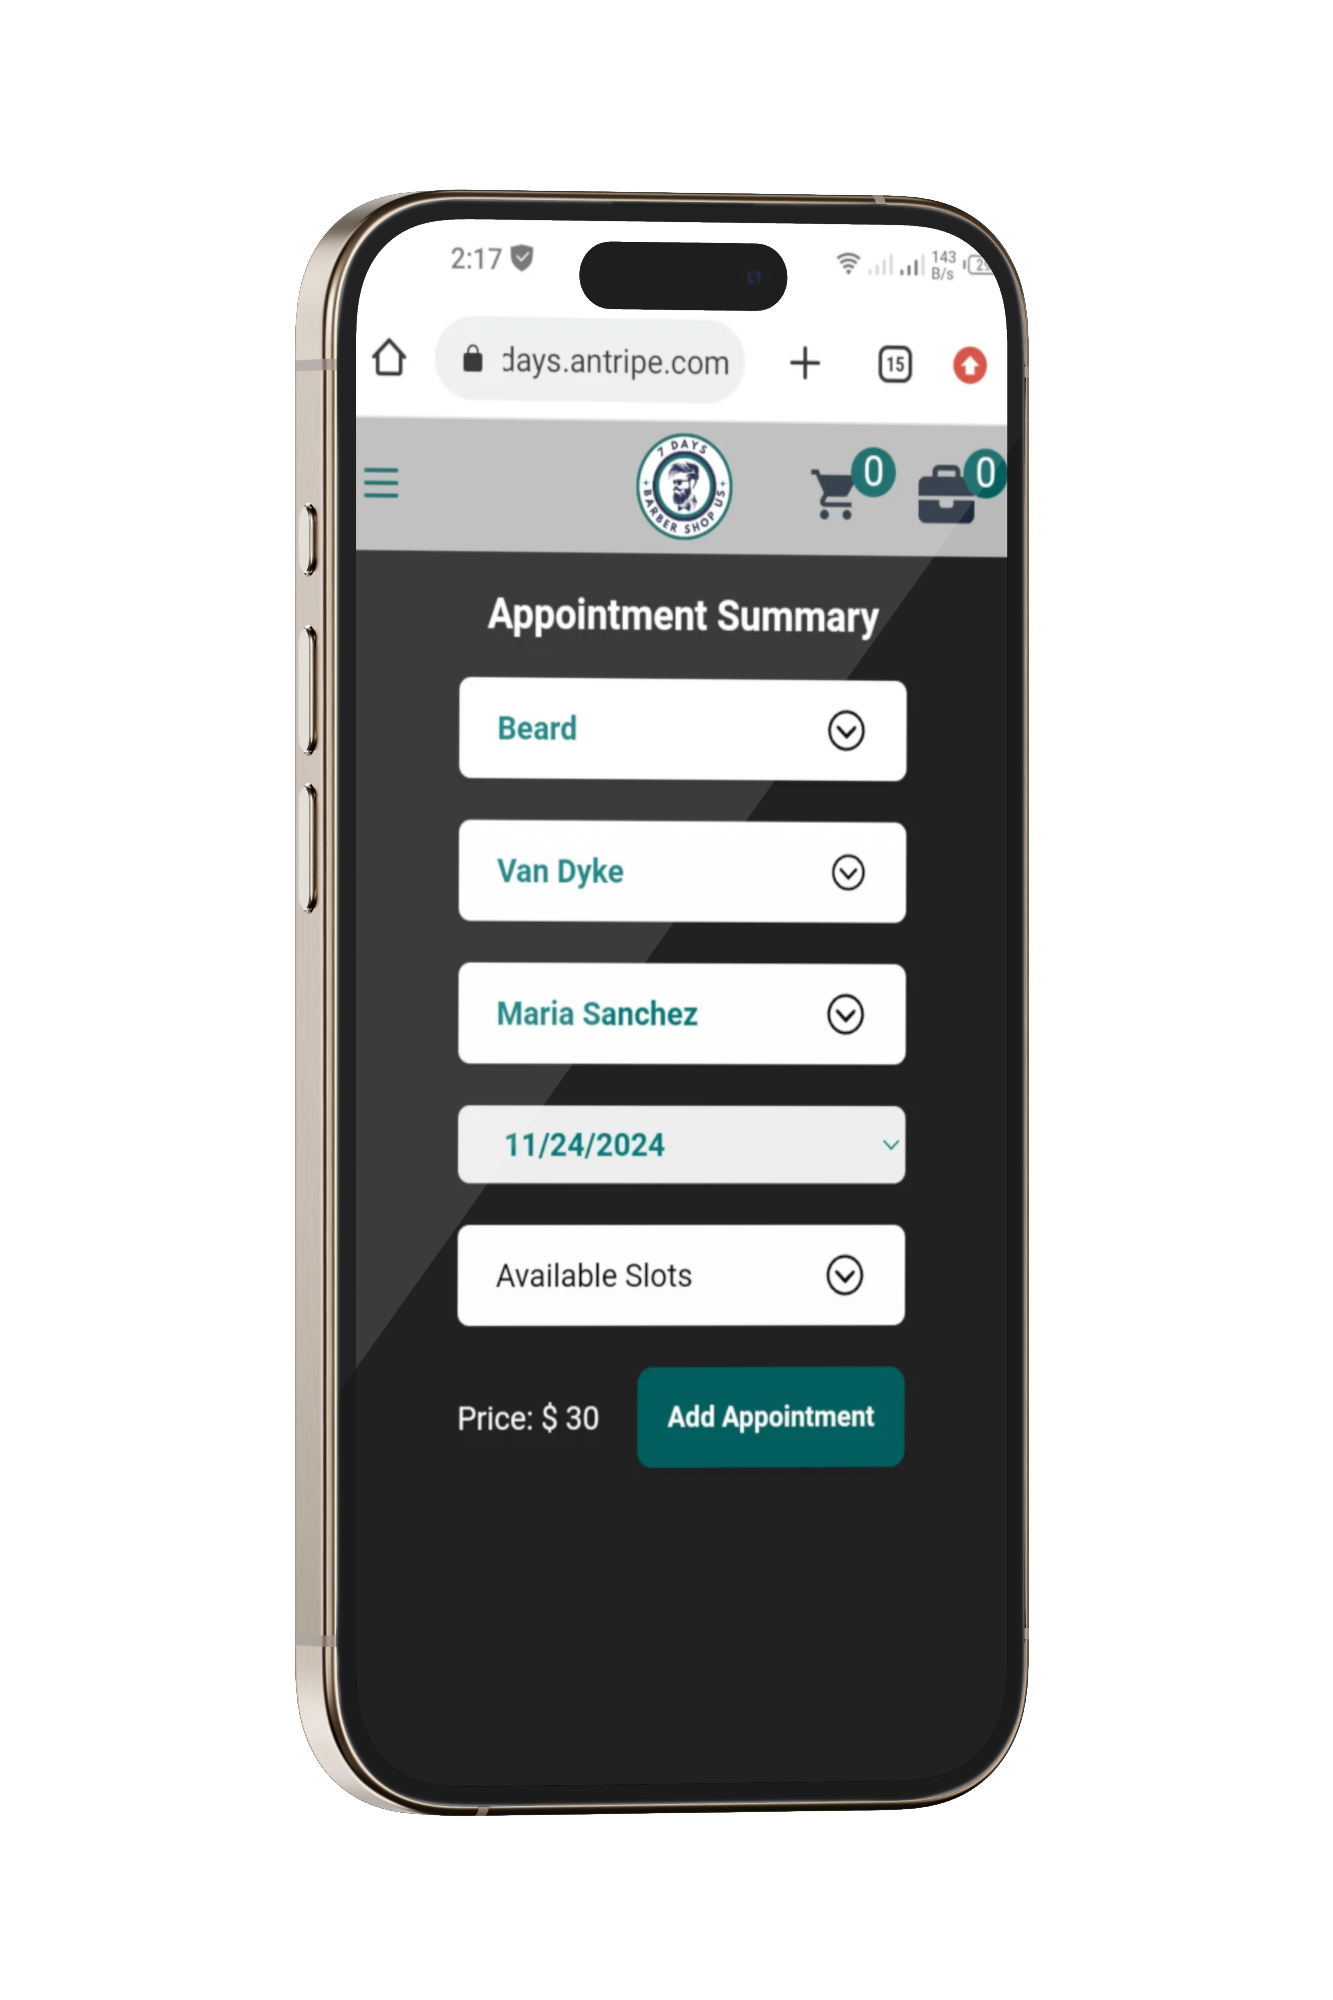 2:17
143
B/s
29
days.antripe.com
15
7 DAYS
BARBER SHOP US
0
0
Appointment Summary
Beard
Van Dyke
Maria Sanchez
11/24/2024
Available Slots
Price: $ 30
Add Appointment